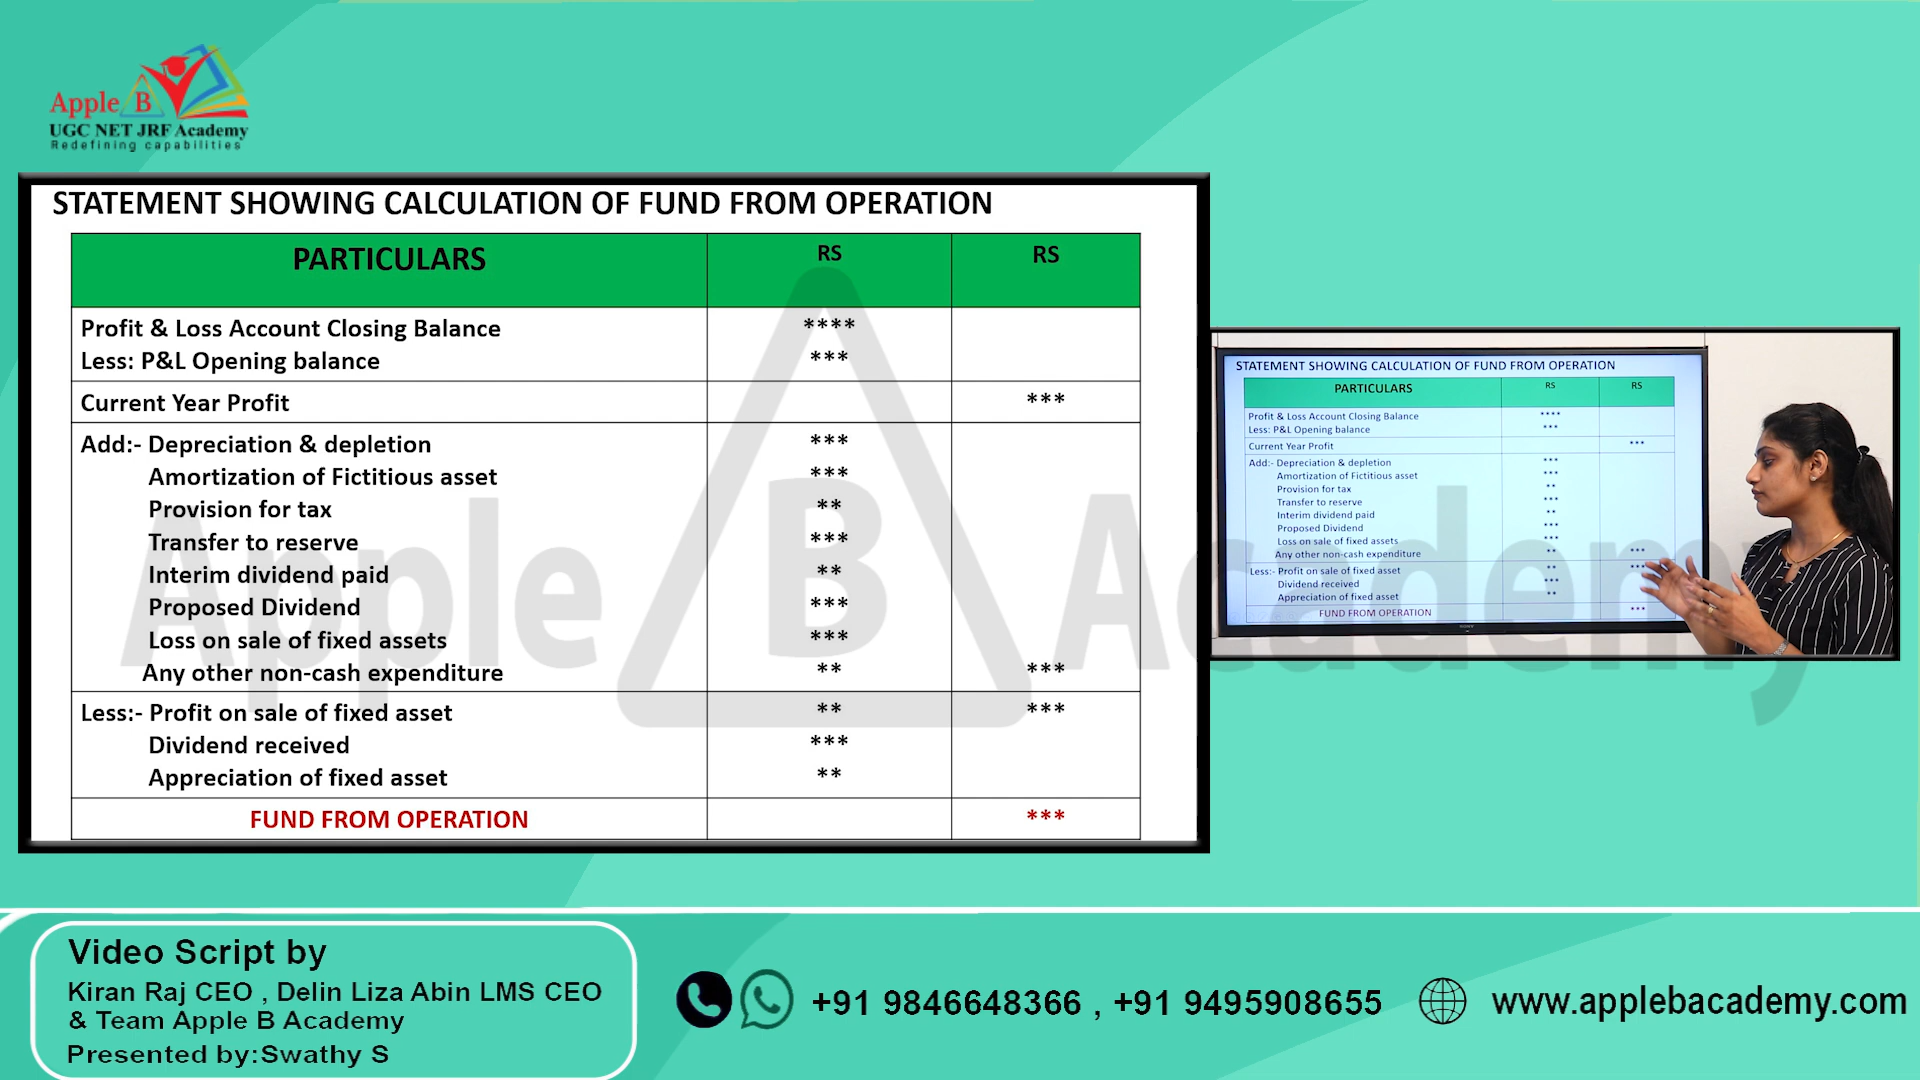 Apple B
UGC NET JRF Academy
Redefining capabilities
STATEMENT SHOWING CALCULATION OF FUND FROM OPERATION
PARTICULARS RS RS
Profit & Loss Account Closing Balance ****
Less: P&L Opening balance ***
Current Year Profit ***
Add:- Depreciation & depletion ***
Amortization of Fictitious asset ***
Provision for tax **
Transfer to reserve ***
Interim dividend paid **
Proposed Dividend ***
Loss on sale of fixed assets ***
Any other non-cash expenditure ** ***
Less:- Profit on sale of fixed asset ** ***
Dividend received ***
Appreciation of fixed asset **
FUND FROM OPERATION ***
STATEMENT SHOWING CALCULATION OF FUND FROM OPERATION
PARTICULARS RS RS
Profit & Loss Account Closing Balance ****
Less: P&L Opening balance ***
Current Year Profit ***
Add:- Depreciation & depletion ***
Amortization of Fictitious asset ***
Provision for tax **
Transfer to reserve ***
Interim dividend paid **
Proposed Dividend ***
Loss on sale of fixed assets ***
Any other non-cash expenditure ** ***
Less:- Profit on sale of fixed asset ** ***
Dividend received ***
Appreciation of fixed asset **
FUND FROM OPERATION ***
SONY
Apple B Academy
Video Script by
Kiran Raj CEO , Delin Liza Abin LMS CEO
& Team Apple B Academy
Presented by:Swathy S
+91 9846648366 , +91 9495908655
www.applebacademy.com